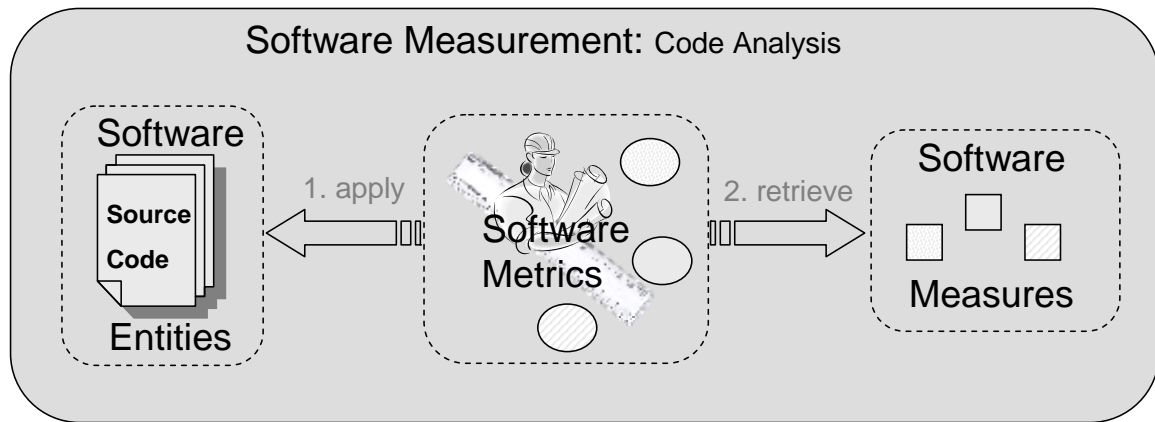 Software Measurement: Code Analysis
Software
Source
Code
Entities
1. apply
Software
Metrics
2. retrieve
Software
Measures